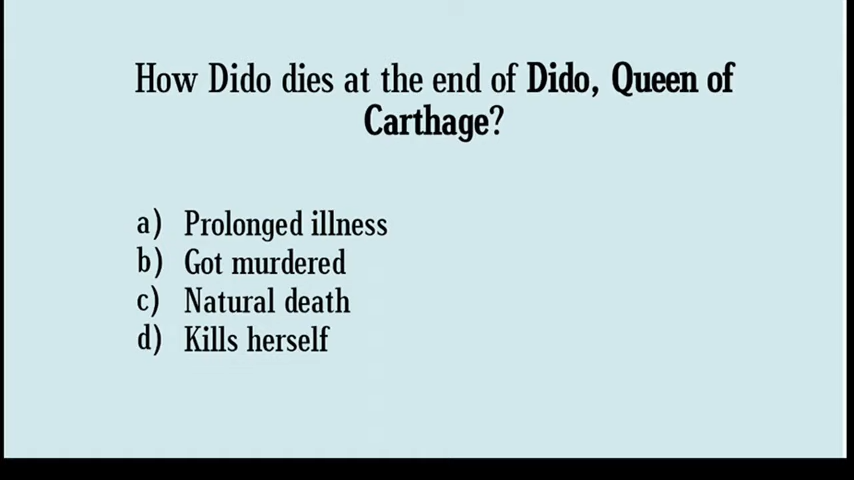 How Dido dies at the end of Dido, Queen of
Carthage?
a) Prolonged illness
b) Got murdered
c) Natural death
d) Kills herself